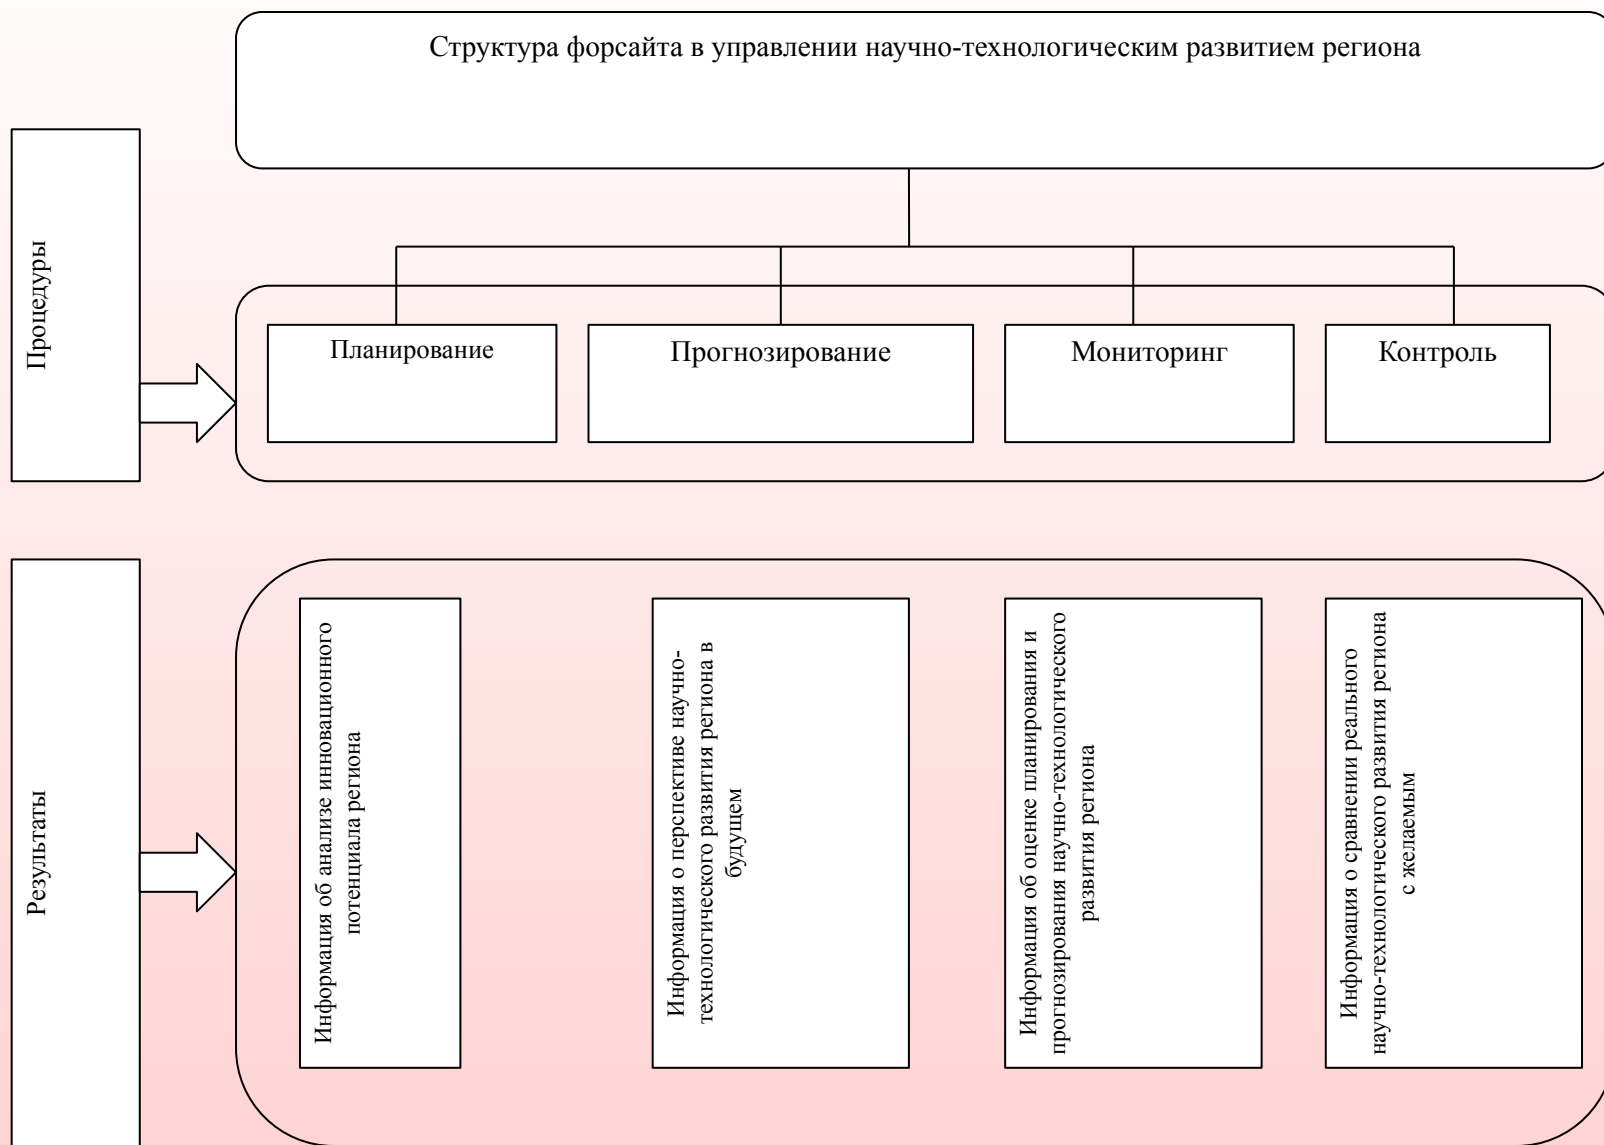 Структура форсайта в управлении научно-технологическим развитием региона
Процедуры
Планирование
Прогнозирование
Мониторинг
Контроль
Результаты
Информация об анализе инновационного
потенциала региона
Информация о перспективе научно-
технологического развития региона в
будущем
Информация об оценке планирования и
прогнозирования научно-технологического
развития региона
Информация о сравнении реального
научно-технологического развития региона
с желаемым